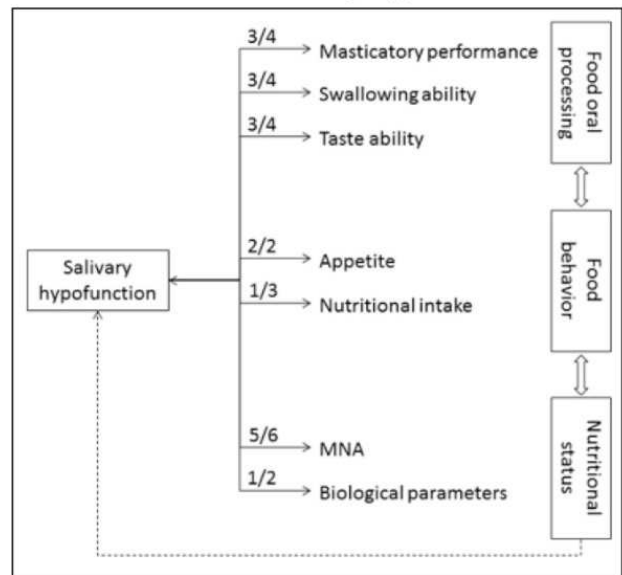 3/4
Masticatory performance
3/4
Swallowing ability
3/4
Taste ability
Food oral
processing
Salivary
hypofunction
2/2
Appetite
1/3
Nutritional intake
Food
behavior
5/6
MNA
1/2
Biological parameters
Nutritional
status